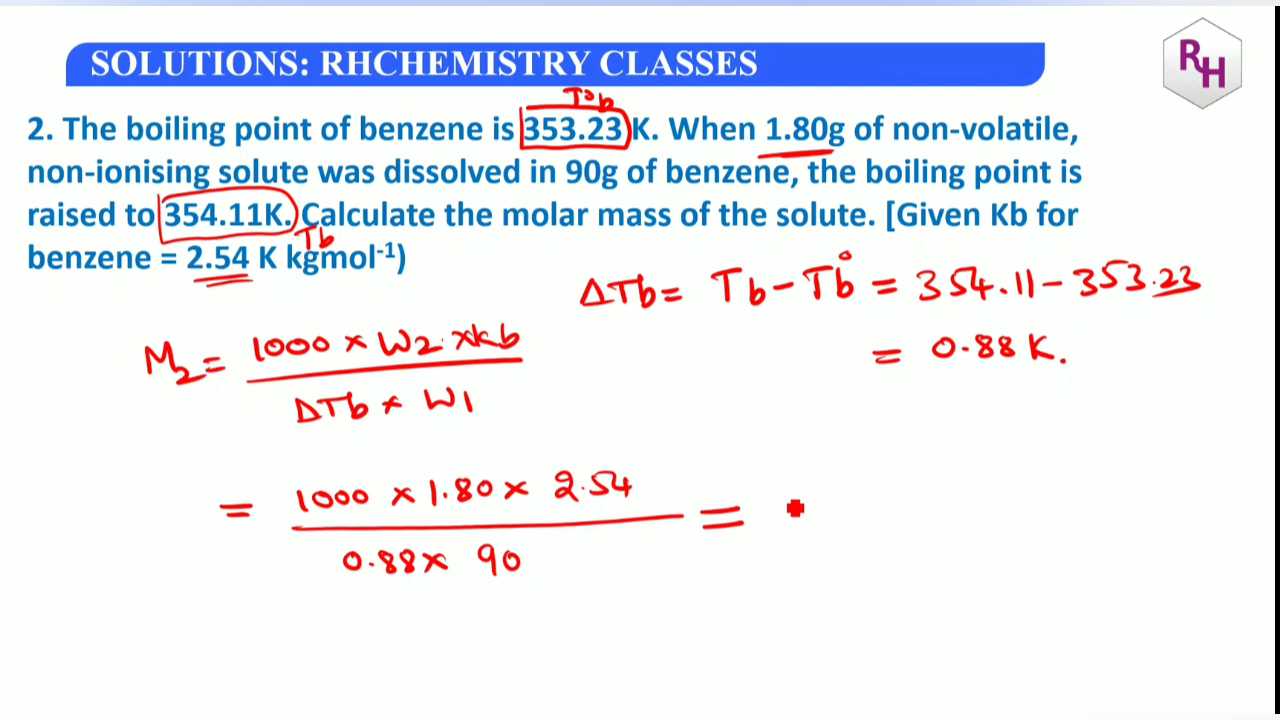 SOLUTIONS: RHCHEMISTRY CLASSES
RH
T°b
2. The boiling point of benzene is 353.23 K. When 1.80g of non-volatile,
non-ionising solute was dissolved in 90g of benzene, the boiling point is
raised to 354.11K. Calculate the molar mass of the solute. [Given Kb for
Tb
benzene = 2.54 K kgmol⁻¹)
ΔTb = Tb - Tb° = 354.11 - 353.23
= 0.88 K.
M2 = 1000 × W2 × Kb
ΔTb × W1
= 1000 × 1.80 × 2.54 =
0.88 × 90